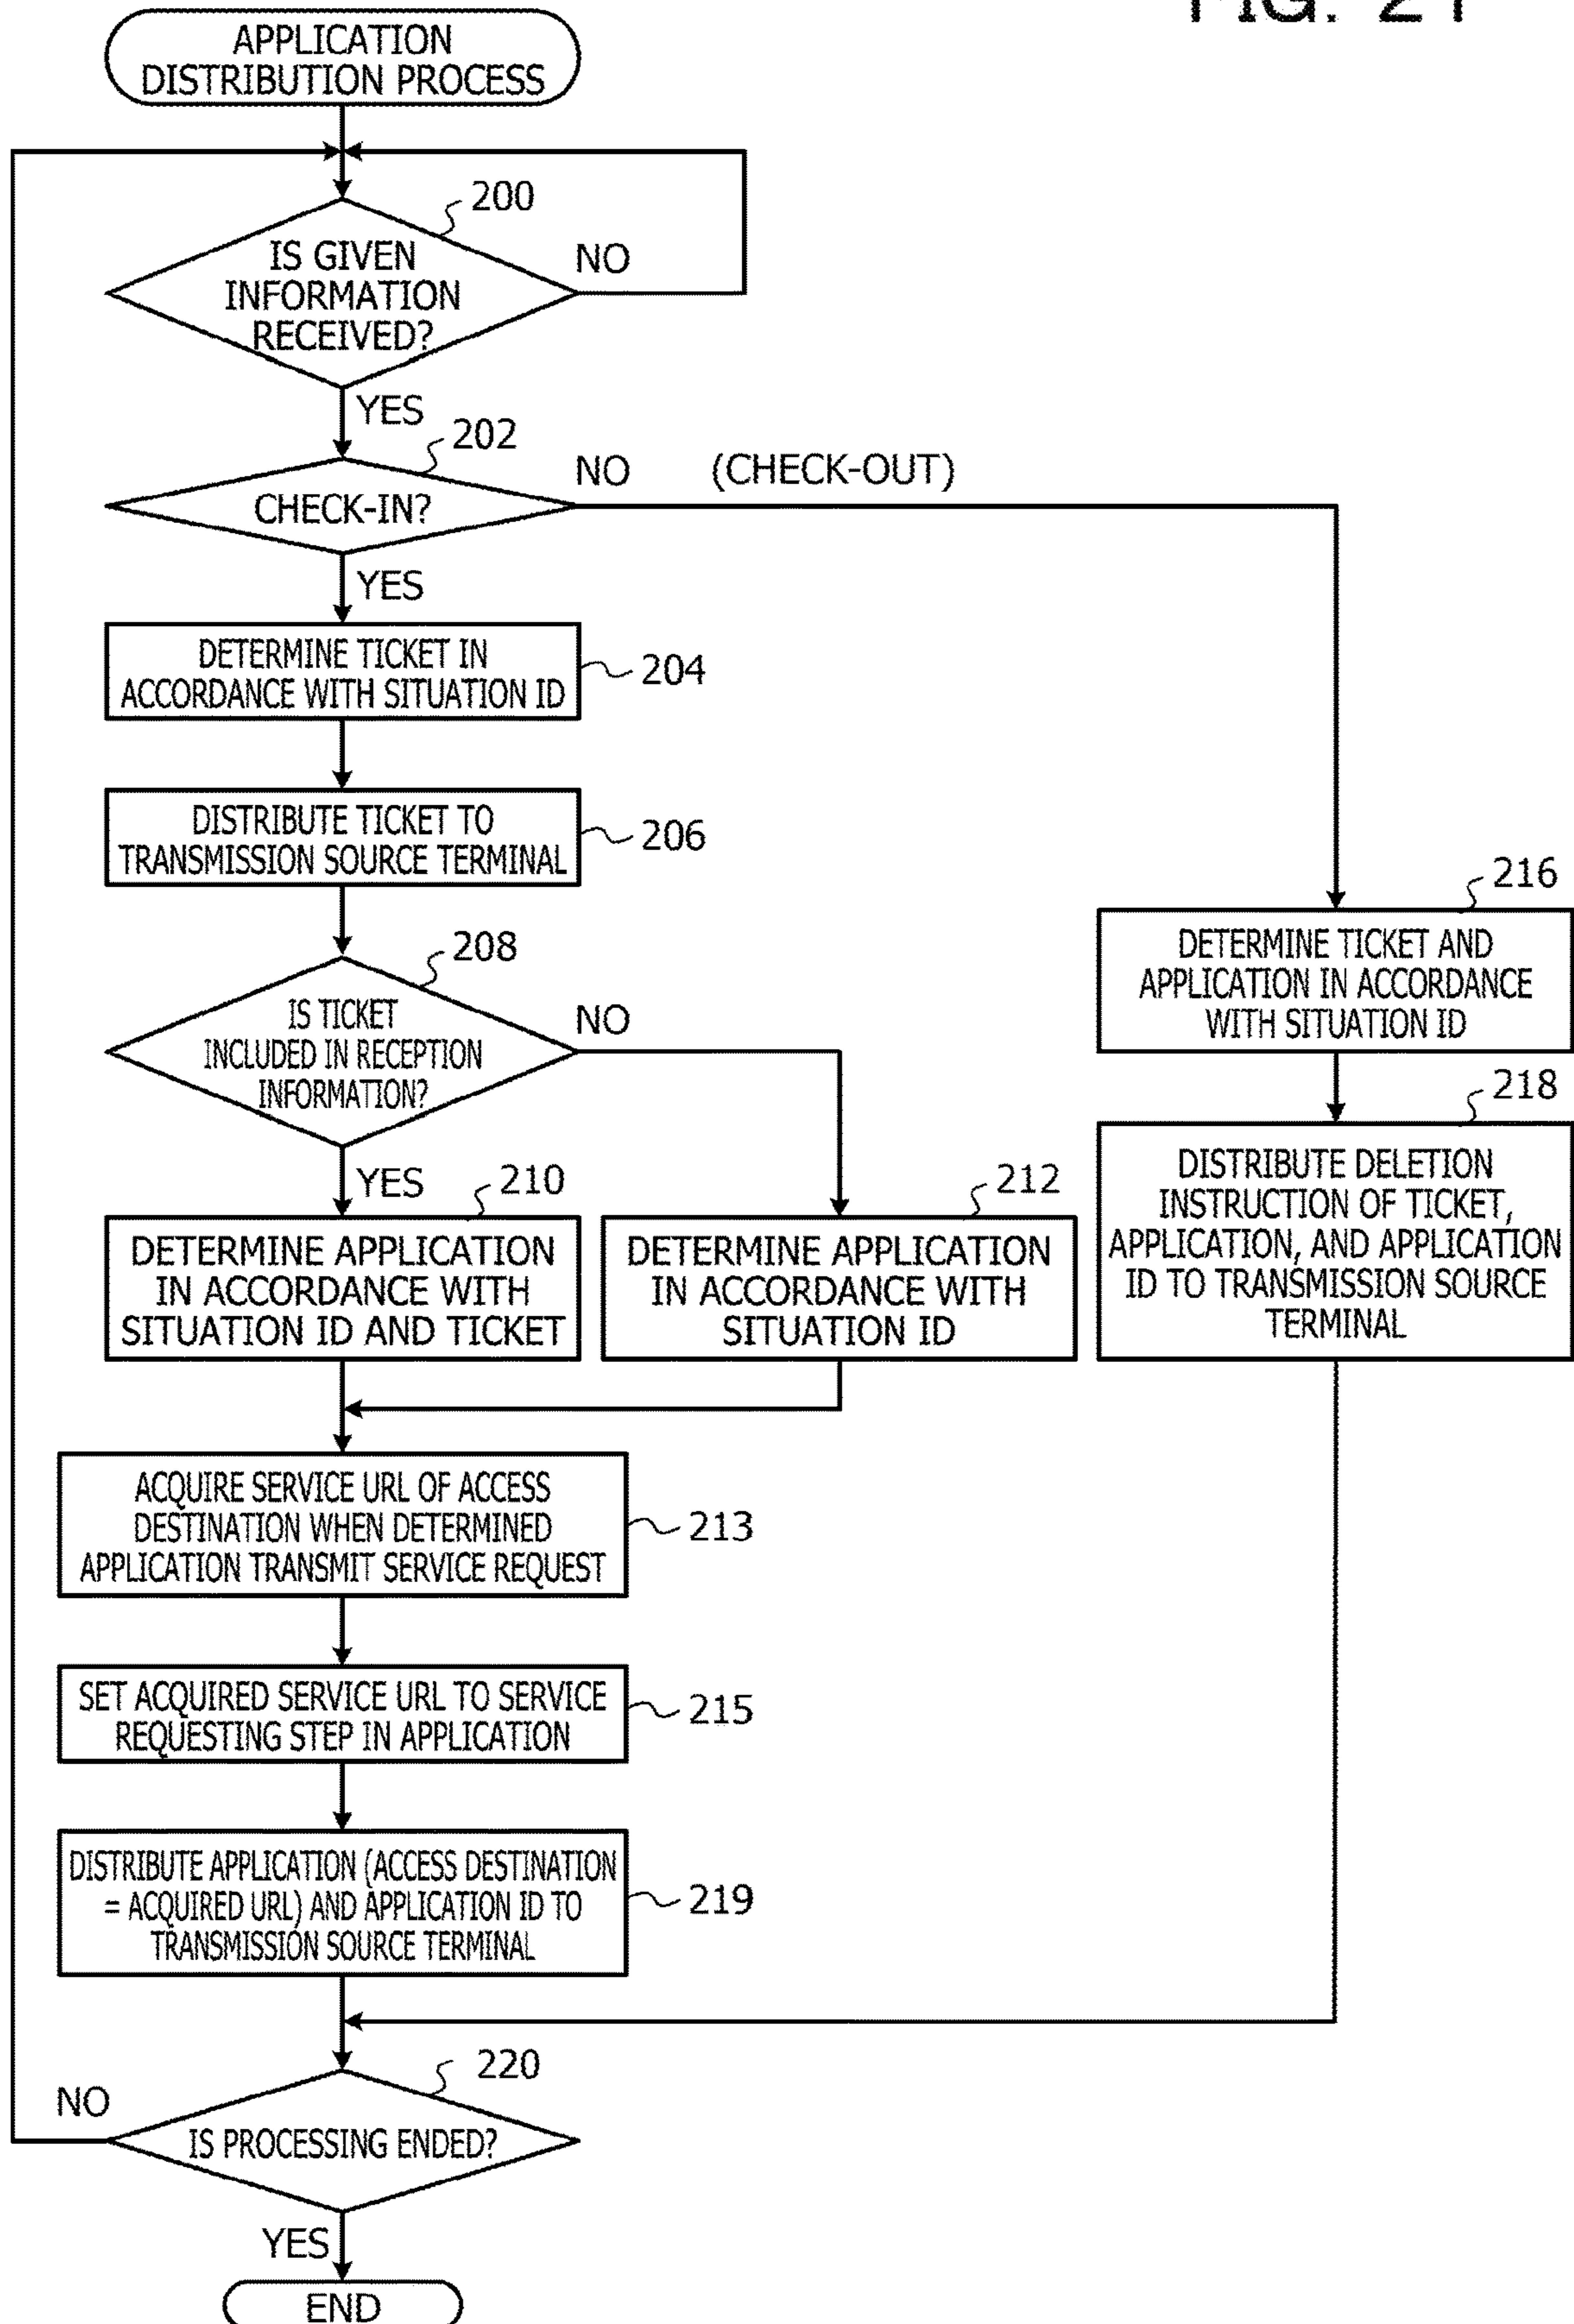 FIG. 21
APPLICATION
DISTRIBUTION PROCESS
200
IS GIVEN
INFORMATION
RECEIVED?
NO
YES
202
CHECK-IN?
NO (CHECK-OUT)
YES
DETERMINE TICKET IN
ACCORDANCE WITH SITUATION ID
204
DISTRIBUTE TICKET TO
TRANSMISSION SOURCE TERMINAL
206
208
IS TICKET
INCLUDED IN RECEPTION
INFORMATION?
NO
YES
210
DETERMINE APPLICATION
IN ACCORDANCE WITH
SITUATION ID AND TICKET
212
DETERMINE APPLICATION
IN ACCORDANCE WITH
SITUATION ID
216
DETERMINE TICKET AND
APPLICATION IN ACCORDANCE
WITH SITUATION ID
218
DISTRIBUTE DELETION
INSTRUCTION OF TICKET,
APPLICATION, AND APPLICATION
ID TO TRANSMISSION SOURCE
TERMINAL
ACQUIRE SERVICE URL OF ACCESS
DESTINATION WHEN DETERMINED
APPLICATION TRANSMIT SERVICE REQUEST
213
SET ACQUIRED SERVICE URL TO SERVICE
REQUESTING STEP IN APPLICATION
215
DISTRIBUTE APPLICATION (ACCESS DESTINATION
= ACQUIRED URL) AND APPLICATION ID TO
TRANSMISSION SOURCE TERMINAL
219
220
IS PROCESSING ENDED?
NO
YES
END